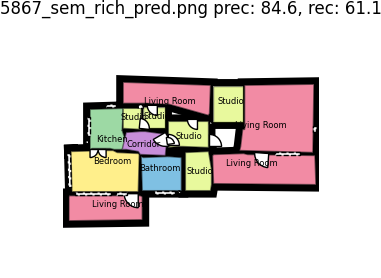 5867_sem_rich_pred.png prec: 84.6, rec: 61.1
Living Room
Studio
Studio
Studio
Living Room
Studio
Kitchen
Corridor
Bedroom
Bathroom
Studio
Living Room
Living Room